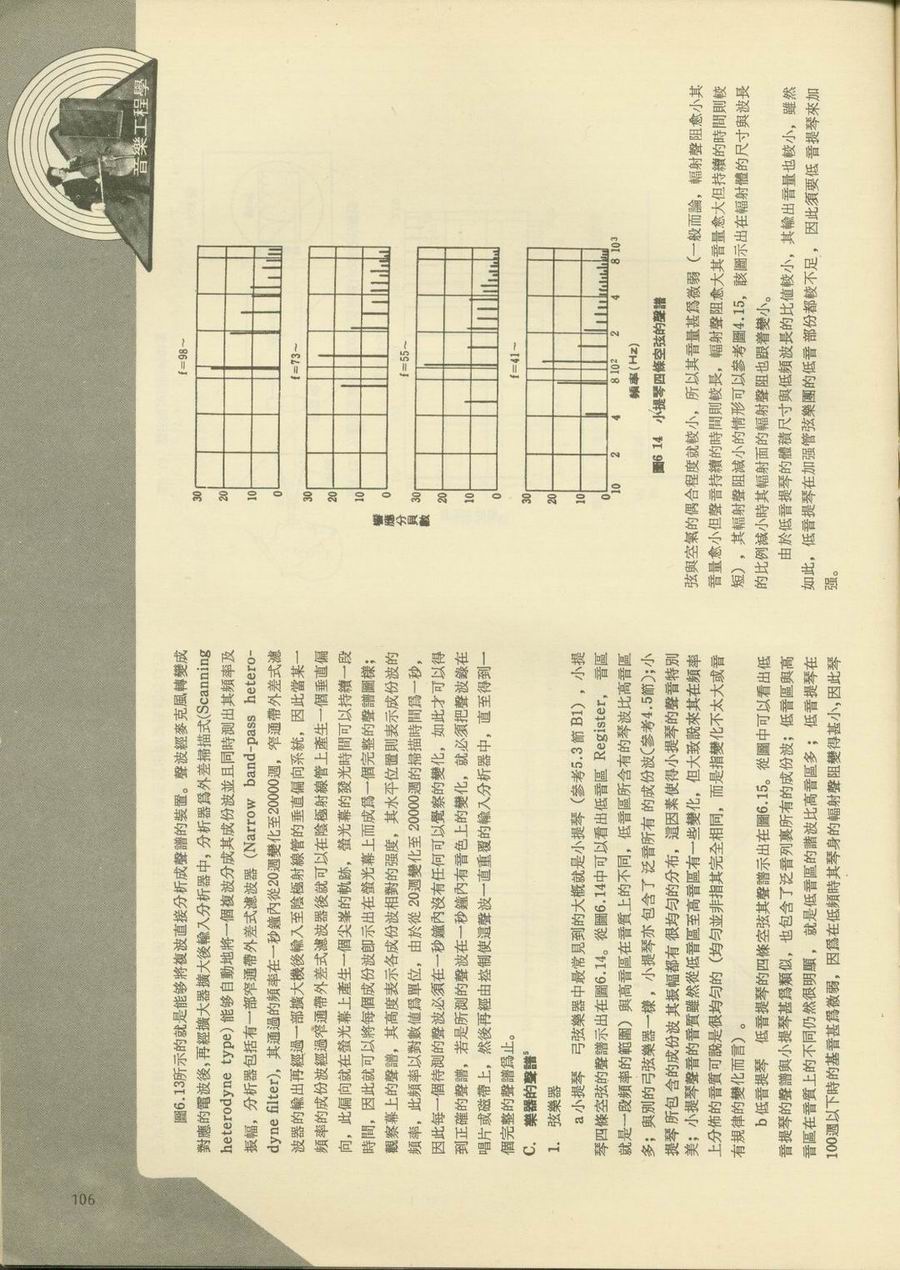 106
音樂工程學
圖6.13所示的就是能夠將復波直接分析成聲譜的裝置。聲波經麥克風轉變成
對應的電波後,再經擴大器擴大後輸入分析器中,分析器爲外差掃描式(Scanning
heterodyne type)能够自動地將一個複波分成其成份波並且同時測出其頻率及
振幅，分析器包括有一部窄通帶外差式濾波器（Narrow band-pass hetero-
dyne filter)，其通過的頻率在一秒鐘內從20週變化至20000週，窄通帶外差式濾
波器的輸出再經過一部擴大機後輸入至陰極射線管的垂直偏向系統，因此當某一
頻率的成份波經過窄通帶外差式濾波器後就可以在陰極射線管上產生一個垂直偏
向，此偏向就在螢光幕上產生一個尖峯的軌跡，螢光幕的發光時間可以持續一段
時間，因此就可以將每個成份波卽示出在螢光幕上而成爲一個完整的聲譜圖樣；
觀察幕上的聲譜，其高度表示各成份波相對的强度，其水平位置則表示成份波的
頻率，此頻率以對數值爲單位，由於從 20週變化至 20000週的掃描時間爲一秒，
因此每一個待測的聲波必須在一秒鐘內沒有任何可以覺察的變化，如此才可以得
到正確的聲譜，若是所測的聲波在一秒鐘內有音色上的變化，就必須把聲波錄在
唱片或磁帶上，然後再經由控制使這聲波一直重覆的輸入分析器中，直至得到一
個完整的聲譜爲止。
C. 樂器的聲譜⁵
1. 弦樂器
a 小提琴 弓弦樂器中最常見到的大槪就是小提琴（參考5.3節B1），小提
琴四條空弦的聲譜示出在圖6.14。從圖6.14中可以看出低音區 Register，音區
就是一段頻率的範圍）與高音區在音質上的不同，低音區所含有的琴波比高音區
多；與別的弓弦樂器一樣，小提琴亦包含了泛音所有的成份波(參考4.5節);小
提琴所包含的成份波其振幅都有很均匀的分布，這因素使得小提琴的聲音特別
美；小提琴聲音的音質雖然從低音區至高音區有一些變化，但大致說來其在頻率
上分佈的音質可說是很均匀的（均匀並非指其完全相同，而是指變化不太大或音
有規律的變化而言）。
b 低音提琴 低音提琴的四條空弦其聲譜示出在圖6.15。從圖中可以看出低
音提琴的聲譜與小提琴甚爲類似，也包含了泛音列裏所有的成份波；低音區與高
音區在音質上的不同仍然很明顯，就是低音區的諧波比高音區多；低音提琴在
100週以下時的基音甚爲微弱，因爲在低頻時其琴身的輻射聲阻變得甚小,因此琴
f=98～
30
20
10
0
f=73～
30
20
10
0
f=55～
30
20
10
0
f=41～
30
20
10
0
10 2 4 8 10² 2 4 8 10³
響應分貝數
頻率(Hz)
圖6 14 小提琴四條空弦的聲譜
弦與空氣的偶合程度就較小，所以其音量甚爲微弱（一般而論，輻射聲阻愈小其
音量愈小但聲音持續的時間則較長，輻射聲阻愈大其音量愈大但持續的時間則較
短），其輻射聲阻減小的情形可以參考圖4.15，該圖示出在輻射體的尺寸與波長
的比例減小時其輻射面的輻射聲阻也跟着變小。
由於低音提琴的體積尺寸與低頻波長的比値較小，其輸出音量也較小，雖然
如此，低音提琴在加强管弦樂團的低音部份都較不足，因此須要低音提琴來加
强。